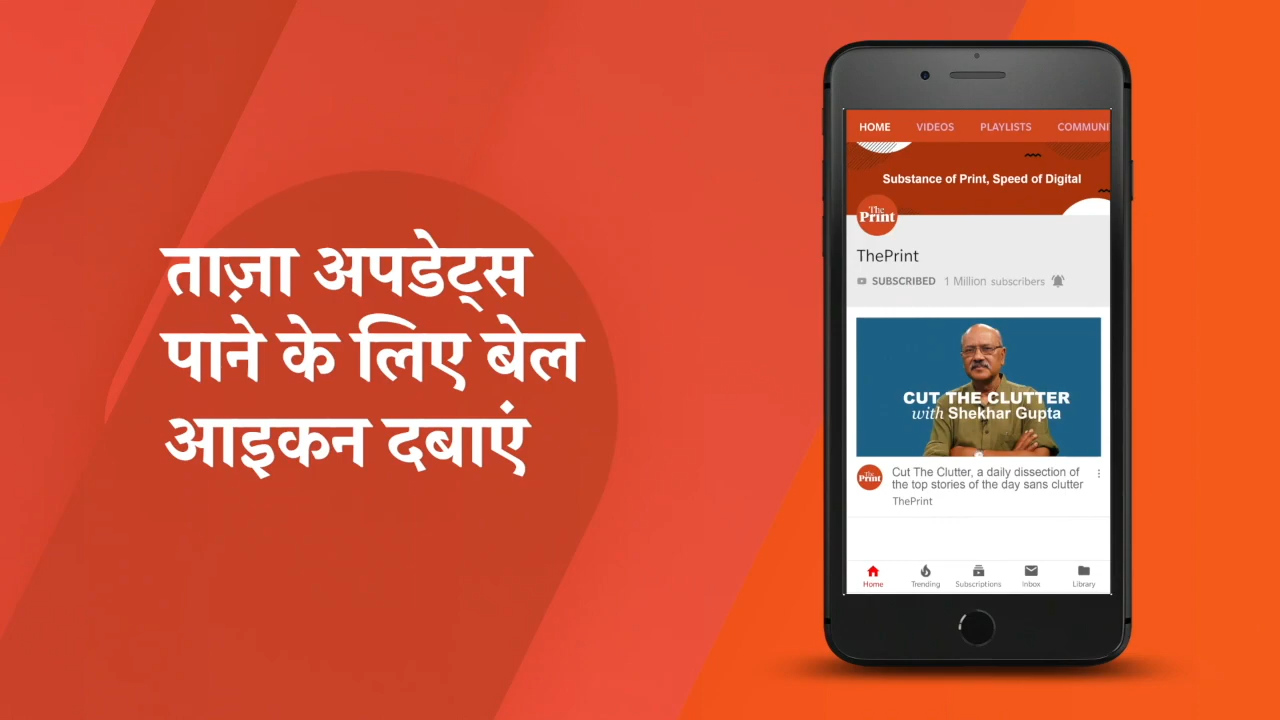 ताज़ा अपडेट्स
पाने के लिए बेल
आइकन दबाएं
HOME VIDEOS PLAYLISTS COMMUNI
Substance of Print, Speed of Digital
The
Print
ThePrint
SUBSCRIBED 1 Million subscribers
CUT THE CLUTTER
with Shekhar Gupta
The
Print
Cut The Clutter, a daily dissection of
the top stories of the day sans clutter
ThePrint
Home Trending Subscriptions Inbox Library